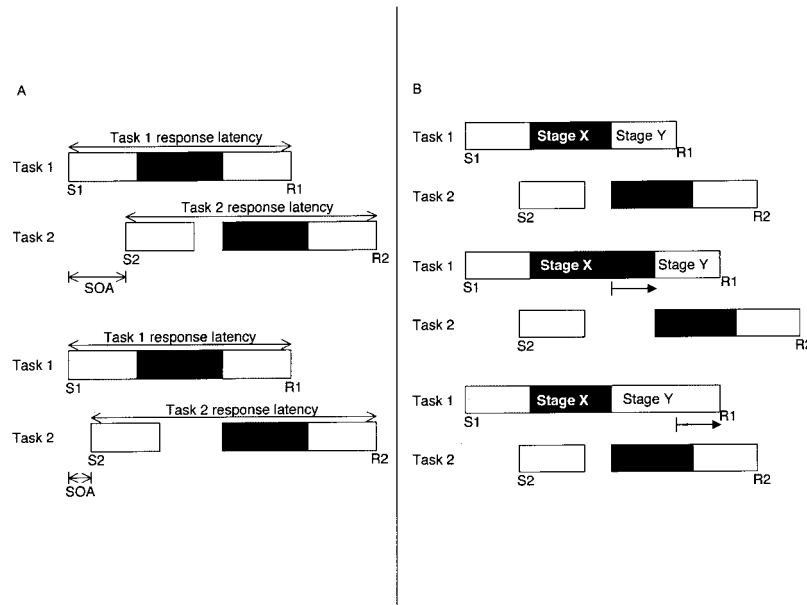 A
Task 1 response latency
Task 1
S1 R1
Task 2 response latency
Task 2
S2 R2
SOA
Task 1 response latency
Task 1
S1 R1
Task 2 response latency
Task 2
S2 R2
SOA
B
Task 1 Stage X Stage Y
S1 R1
Task 2
S2 R2
Task 1 Stage X Stage Y
S1 R1
Task 2
S2 R2
Task 1 Stage X Stage Y
S1 R1
Task 2
S2 R2